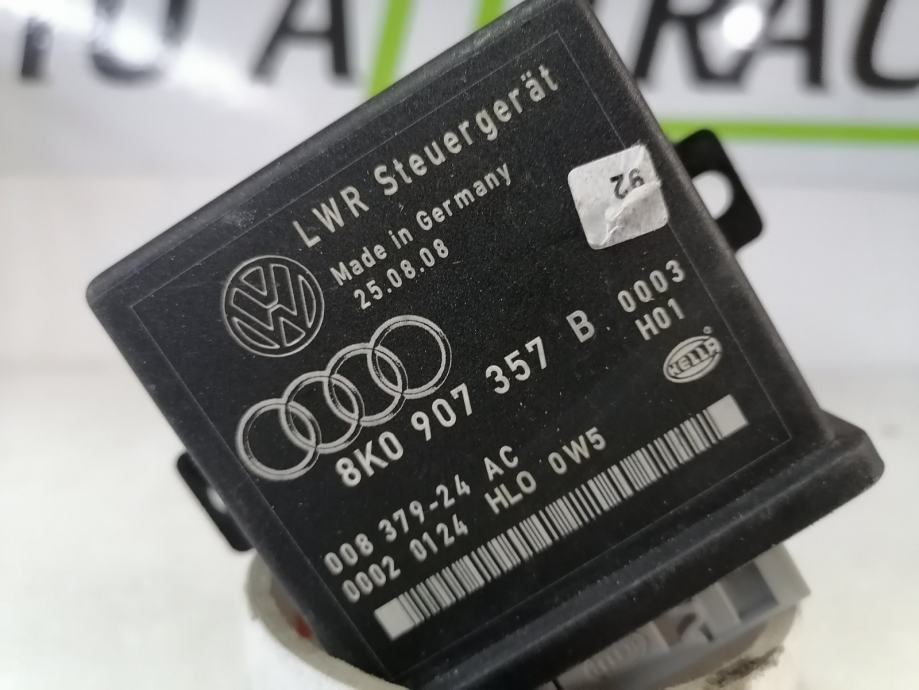 LWR Steuergerät
Made in Germany
25.08.08
92
8K0 907 357 B 0003
H01
HELLA
008 379-24 AC
0002 0124 HLO 0W5